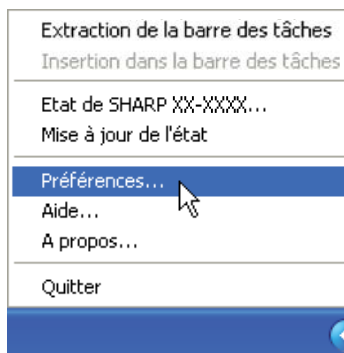 Extraction de la barre des tâches
Insertion dans la barre des tâches
Etat de SHARP XX-XXXX...
Mise à jour de l'état
Préférences...
Aide...
A propos...
Quitter